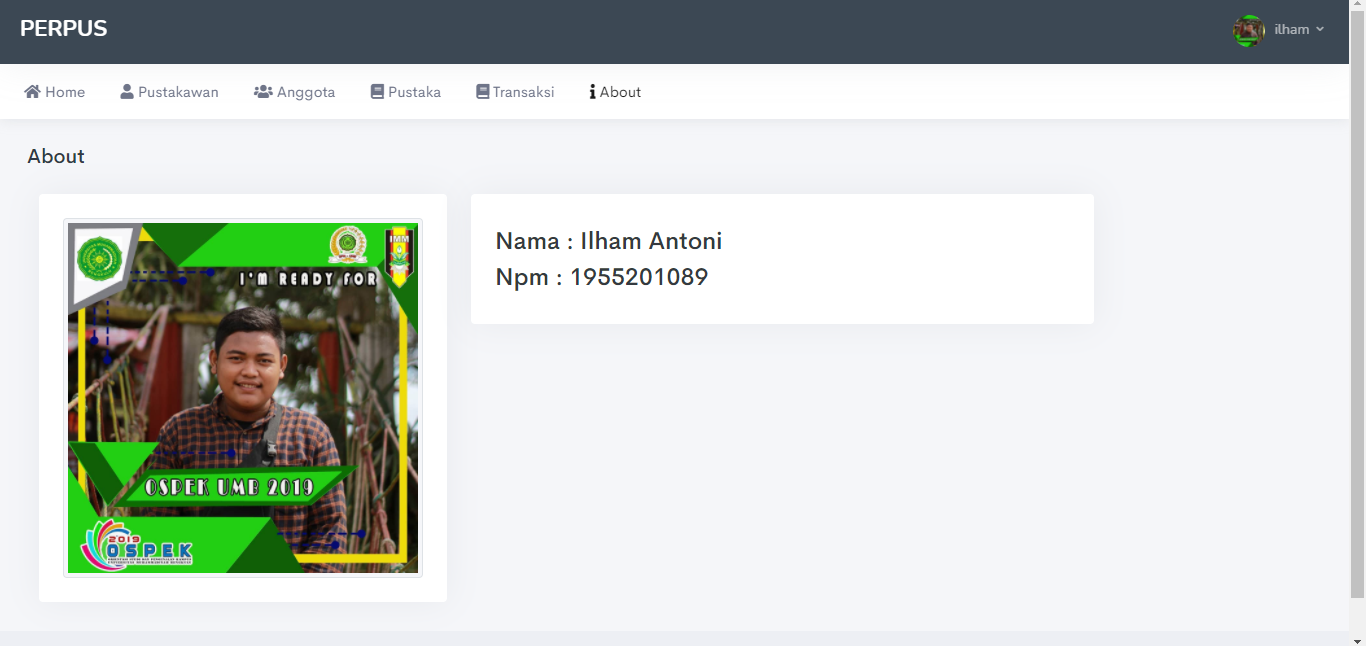 PERPUS
ilham
Home
Pustakawan
Anggota
Pustaka
Transaksi
About
About
I'M READY FOR
IMM
OSPEK UMB 2019
2019
OSPEK
Nama : Ilham Antoni
Npm : 1955201089